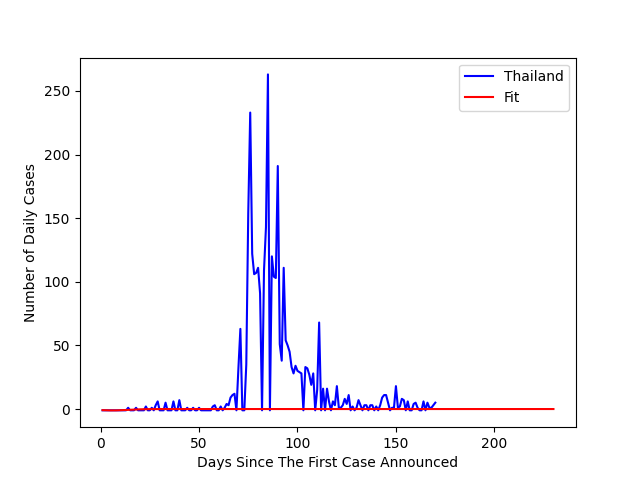 Thailand
Fit
250
200
150
100
50
0
Number of Daily Cases
0 50 100 150 200
Days Since The First Case Announced